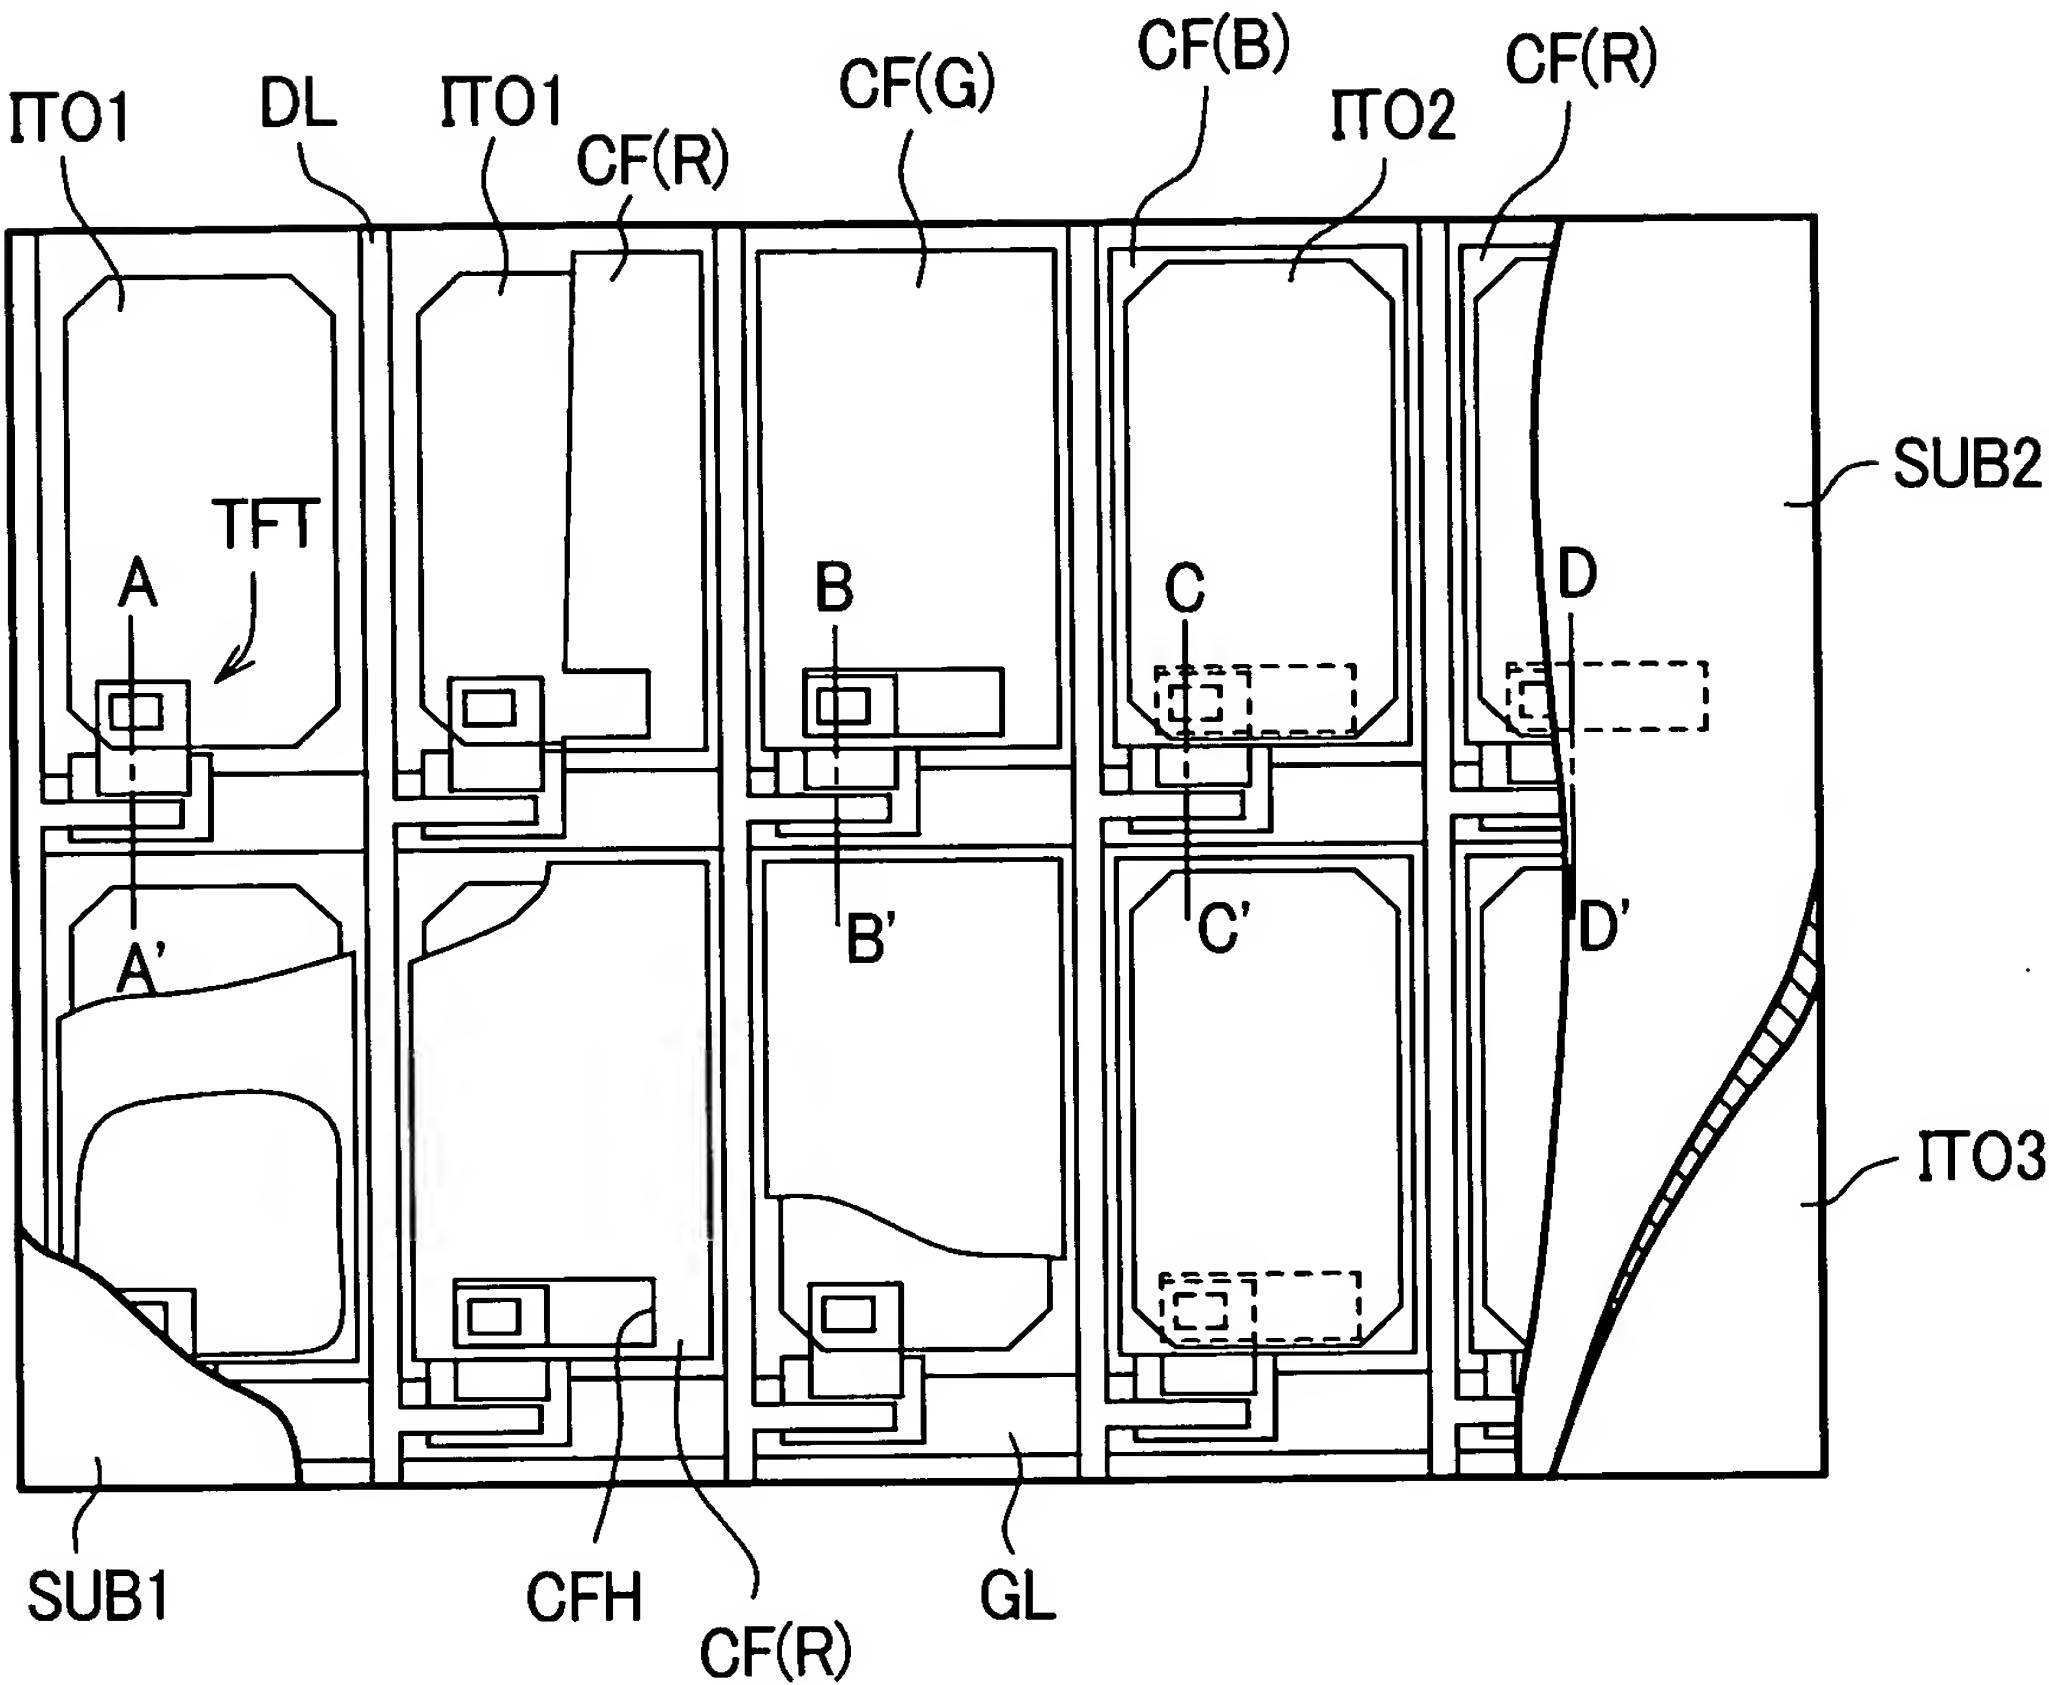 ITO1
DL
ITO1
CF(R)
CF(G)
CF(B)
ITO2
CF(R)
SUB2
TFT
A
B
C
D
A'
B'
C'
D'
ITO3
SUB1
CFH
CF(R)
GL